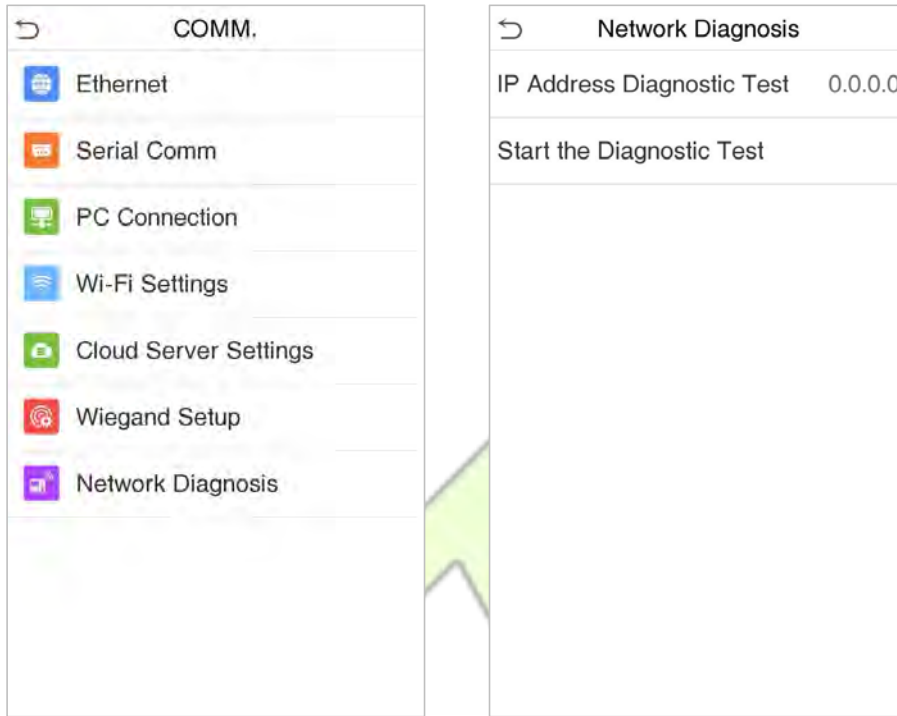 COMM.
Ethernet
Serial Comm
PC Connection
Wi-Fi Settings
Cloud Server Settings
Wiegand Setup
Network Diagnosis
Network Diagnosis
IP Address Diagnostic Test 0.0.0.0
Start the Diagnostic Test